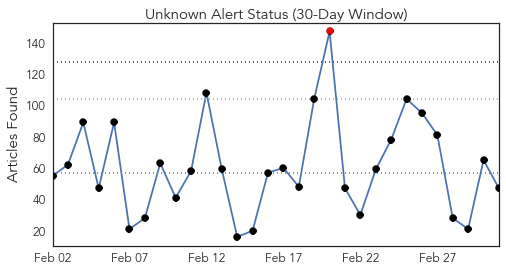 Unknown Alert Status (30-Day Window)
Articles Found
140
120
100
80
60
40
20
Feb 02
Feb 07
Feb 12
Feb 17
Feb 22
Feb 27